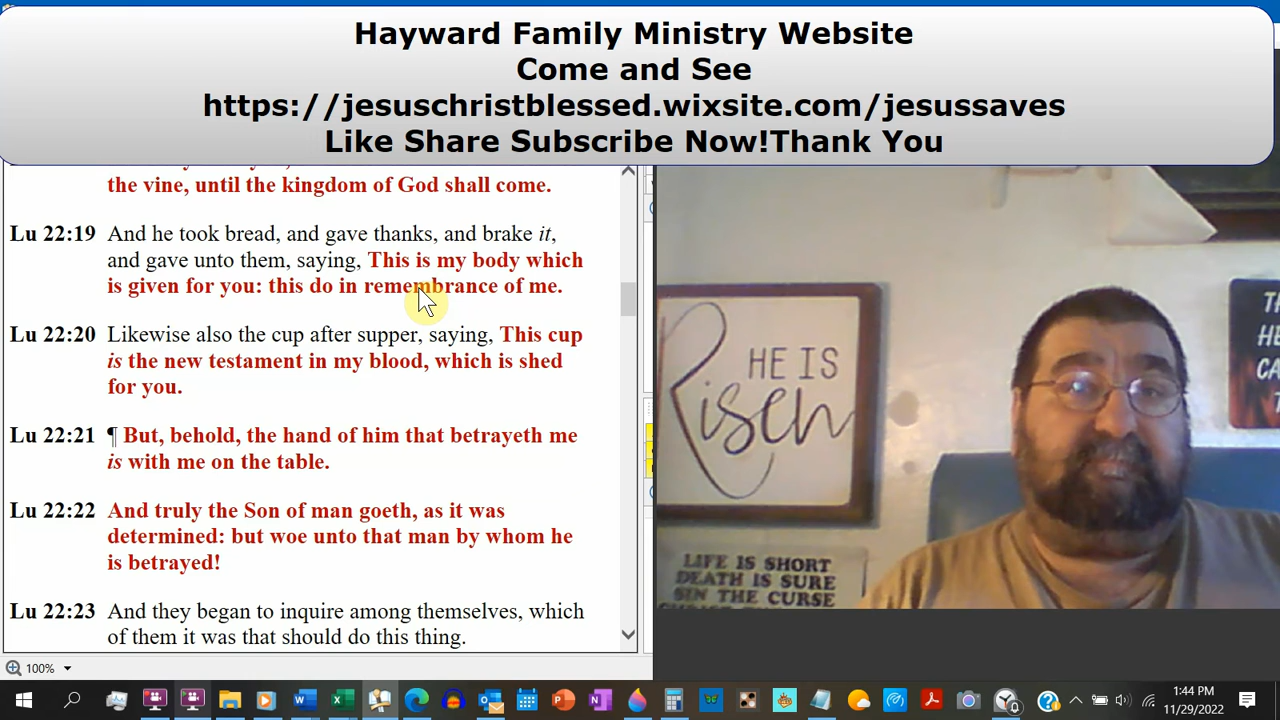 Hayward Family Ministry Website
Come and See
https://jesuschristblessed.wixsite.com/jesussaves
Like Share Subscribe Now!Thank You
the vine, until the kingdom of God shall come.
Lu 22:19 And he took bread, and gave thanks, and brake it,
and gave unto them, saying, This is my body which
is given for you: this do in remembrance of me.
Lu 22:20 Likewise also the cup after supper, saying, This cup
is the new testament in my blood, which is shed
for you.
Lu 22:21 ¶ But, behold, the hand of him that betrayeth me
is with me on the table.
Lu 22:22 And truly the Son of man goeth, as it was
determined: but woe unto that man by whom he
is betrayed!
Lu 22:23 And they began to inquire among themselves, which
of them it was that should do this thing.
100%
HE IS
Risen
LIFE IS SHORT
DEATH IS SURE
SIN THE CURSE
1:44 PM
11/29/2022